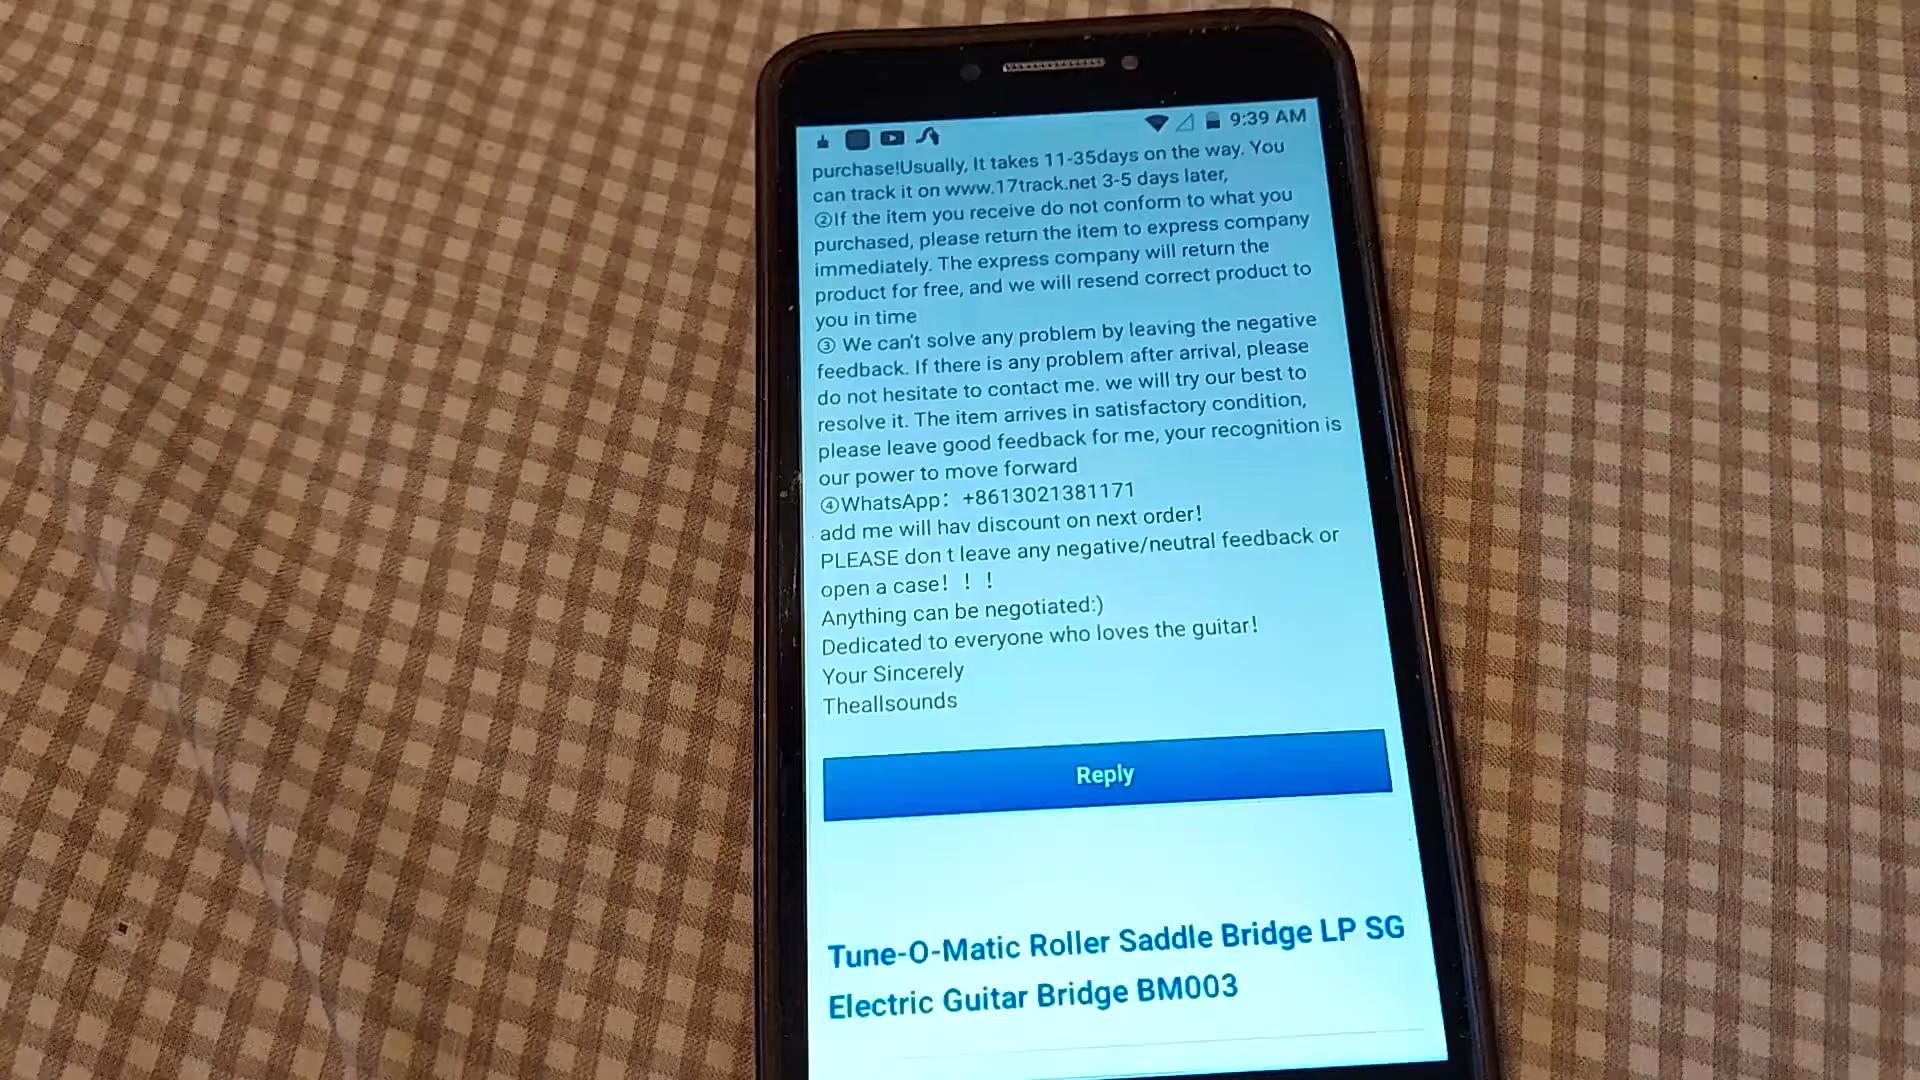 9:39 AM
purchase!Usually, It takes 11-35days on the way. You
can track it on www.17track.net 3-5 days later,
②If the item you receive do not conform to what you
purchased, please return the item to express company
immediately. The express company will return the
product for free, and we will resend correct product to
you in time
③ We can't solve any problem by leaving the negative
feedback. If there is any problem after arrival, please
do not hesitate to contact me. we will try our best to
resolve it. The item arrives in satisfactory condition,
please leave good feedback for me, your recognition is
our power to move forward
④WhatsApp：+8613021381171
add me will hav discount on next order!
PLEASE don t leave any negative/neutral feedback or
open a case！！！
Anything can be negotiated:)
Dedicated to everyone who loves the guitar!
Your Sincerely
Theallsounds
Reply
Tune-O-Matic Roller Saddle Bridge LP SG
Electric Guitar Bridge BM003